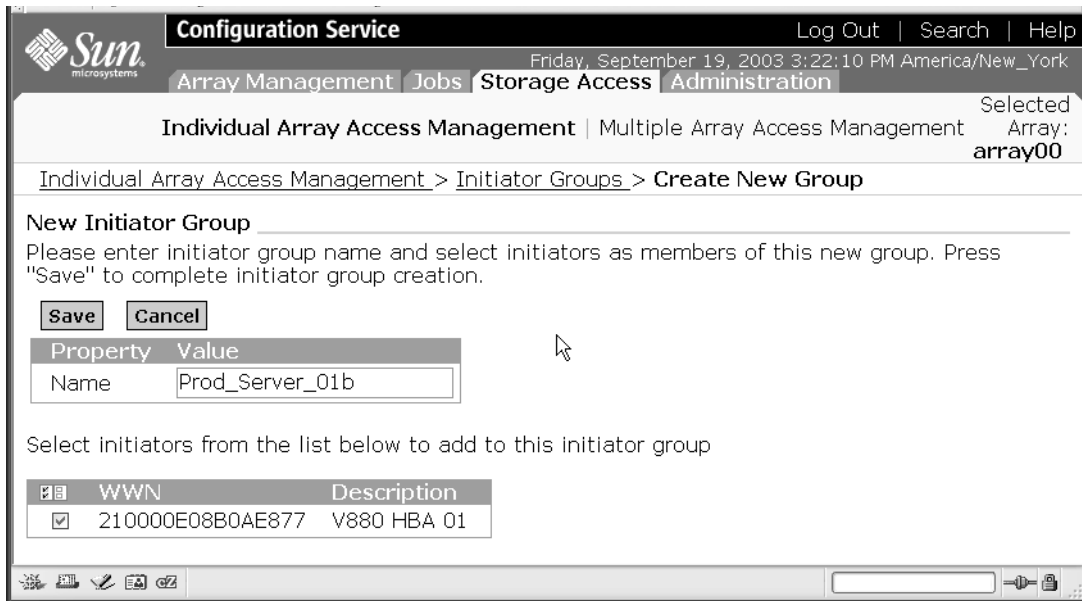 Sun
microsystems
Configuration Service
Log Out | Search | Help
Friday, September 19, 2003 3:22:10 PM America/New_York
Array Management Jobs Storage Access Administration
Individual Array Access Management | Multiple Array Access Management
Selected
Array:
array00
Individual Array Access Management > Initiator Groups > Create New Group
New Initiator Group
Please enter initiator group name and select initiators as members of this new group. Press
"Save" to complete initiator group creation.
Save Cancel
Property Value
Name Prod_Server_01b
Select initiators from the list below to add to this initiator group
WWN Description
210000E08B0AE877 V880 HBA 01